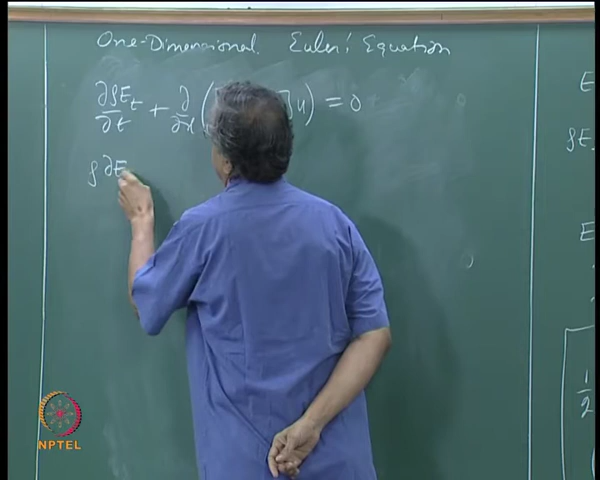 One-Dimensional Euler's Equation
∂ρE_t/∂t + ∂/∂x ( u) = 0
ρ ∂E
E
ρE
E
1/2
NPTEL